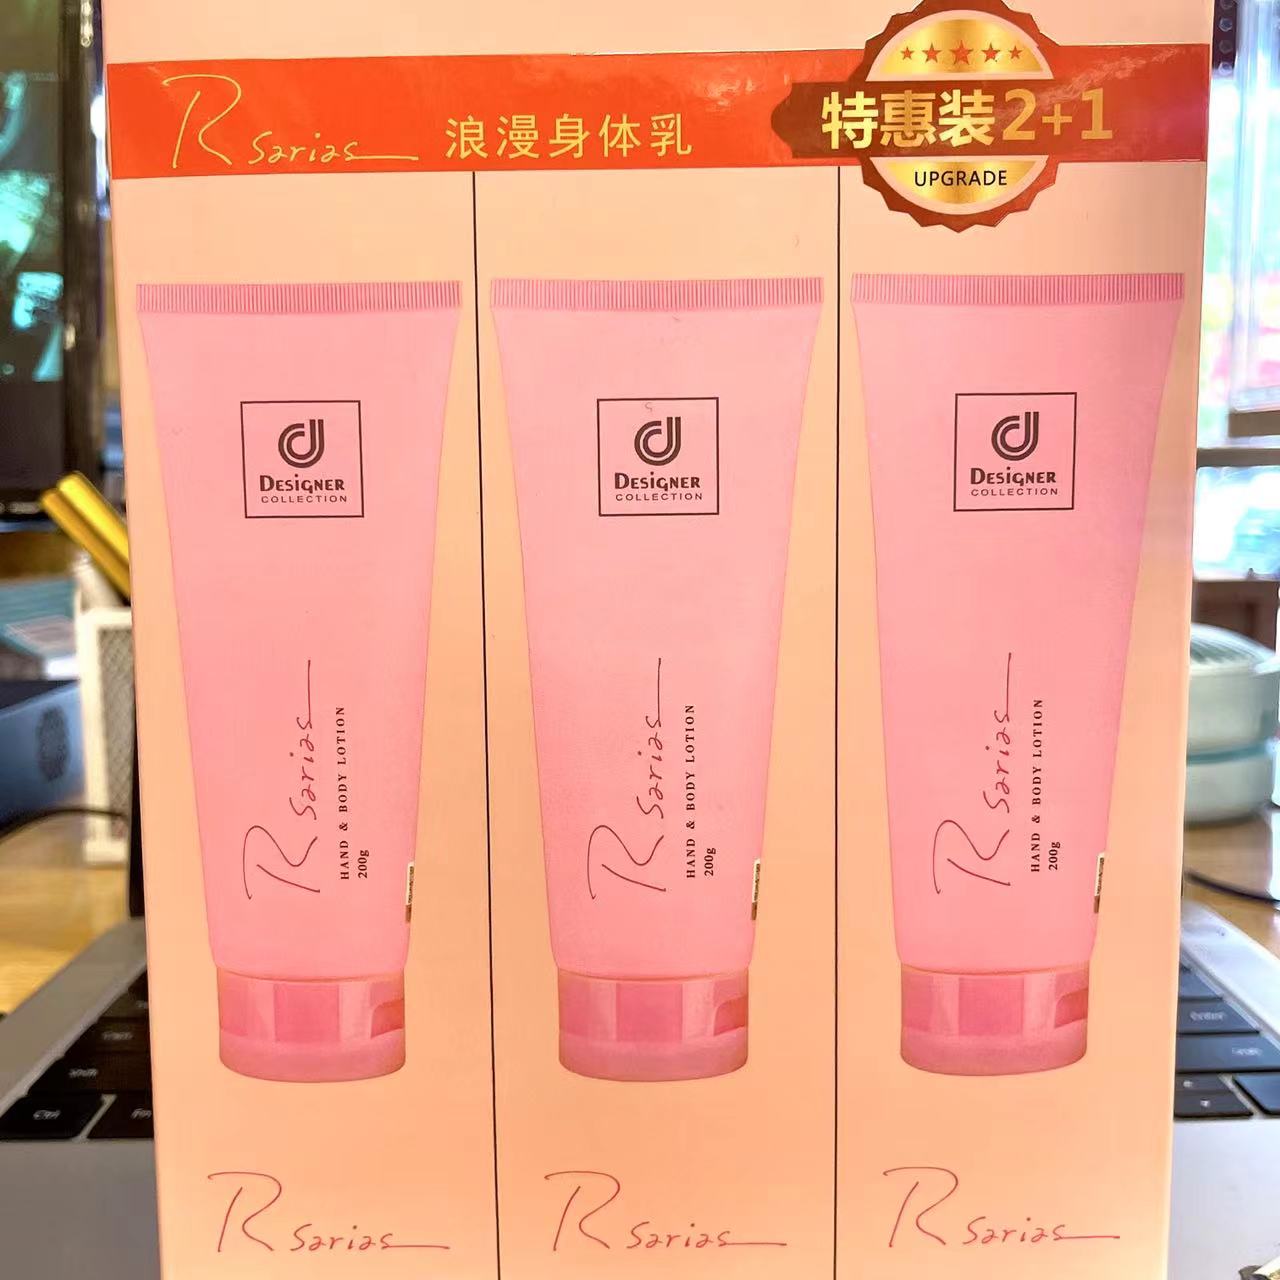 R sarias 浪漫身体乳
特惠装2+1
UPGRADE
DESIGNER
COLLECTION
R sarias
HAND & BODY LOTION
200g
DESIGNER
COLLECTION
R sarias
HAND & BODY LOTION
200g
DESIGNER
COLLECTION
R sarias
HAND & BODY LOTION
200g
R sarias
R sarias
R sarias
Ctrl